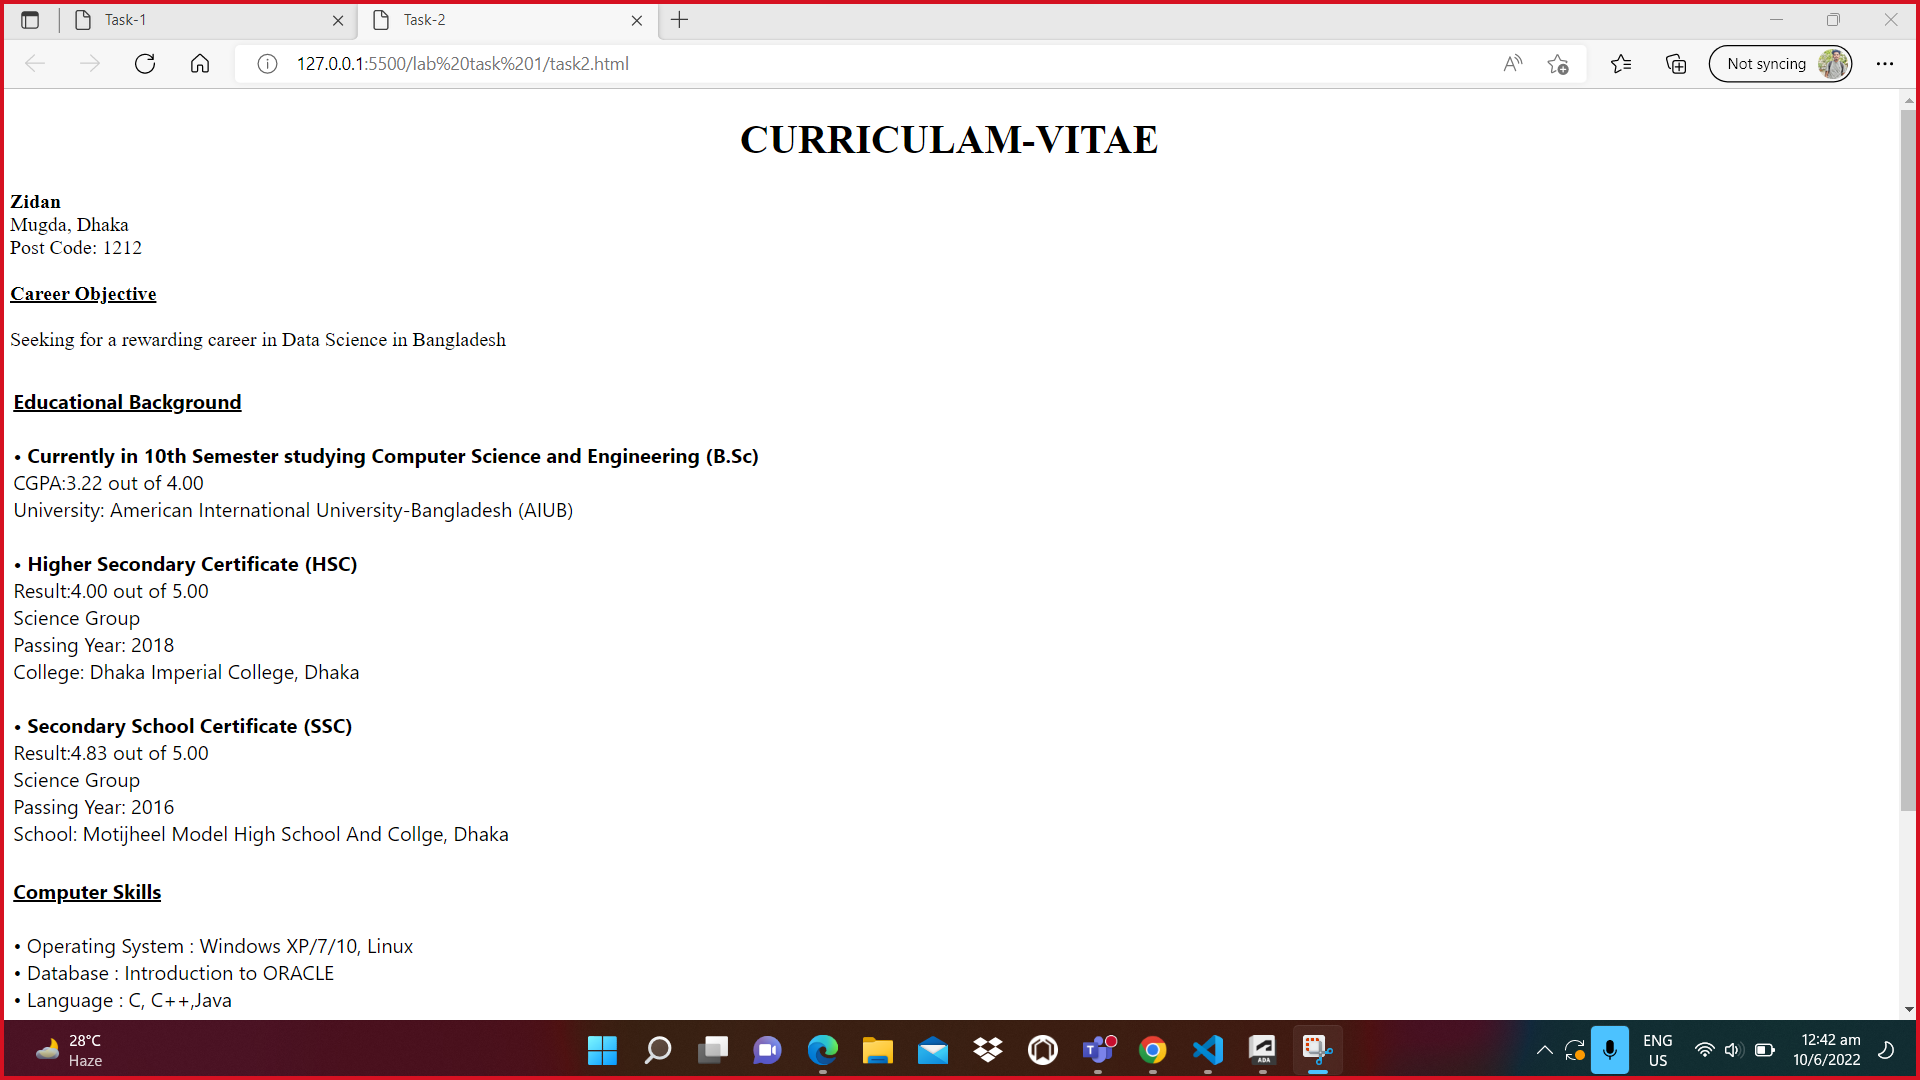 Task-1
Task-2
127.0.0.1:5500/lab%20task%201/task2.html
Not syncing
CURRICULAM-VITAE
Zidan
Mugda, Dhaka
Post Code: 1212
Career Objective
Seeking for a rewarding career in Data Science in Bangladesh
Educational Background
• Currently in 10th Semester studying Computer Science and Engineering (B.Sc)
CGPA:3.22 out of 4.00
University: American International University-Bangladesh (AIUB)
• Higher Secondary Certificate (HSC)
Result:4.00 out of 5.00
Science Group
Passing Year: 2018
College: Dhaka Imperial College, Dhaka
• Secondary School Certificate (SSC)
Result:4.83 out of 5.00
Science Group
Passing Year: 2016
School: Motijheel Model High School And Collge, Dhaka
Computer Skills
• Operating System : Windows XP/7/10, Linux
• Database : Introduction to ORACLE
• Language : C, C++,Java
28°C
Haze
ADA
ENG
US
12:42 am
10/6/2022